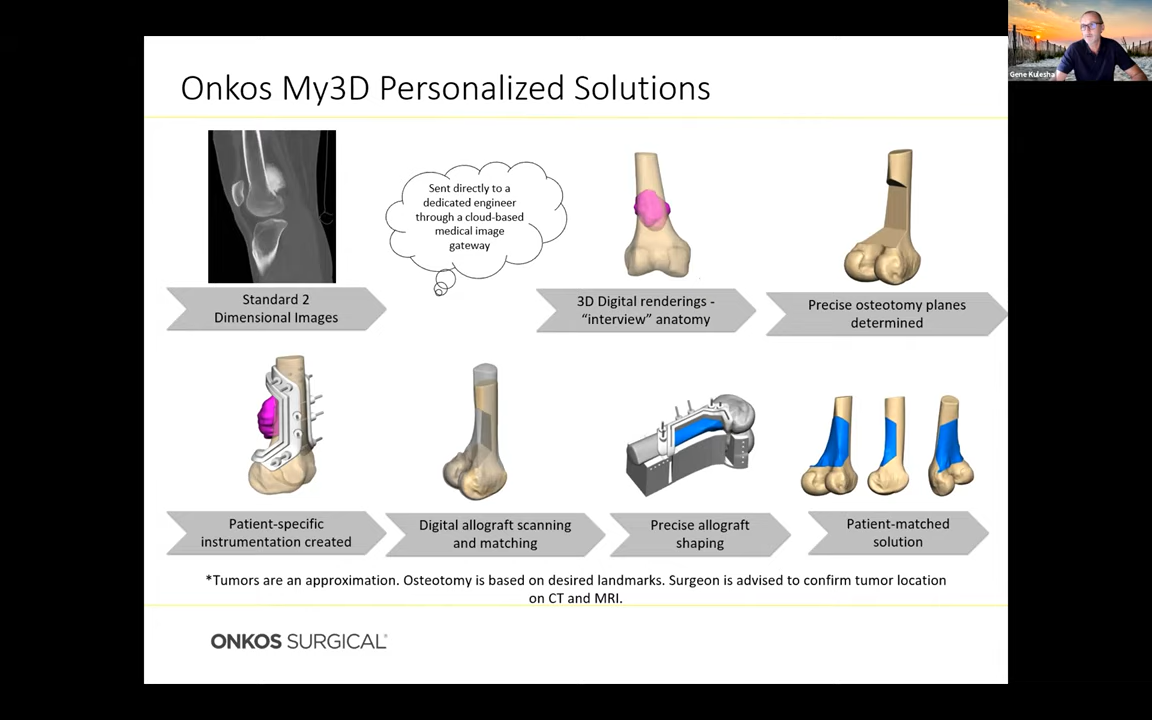 Gene Kulesha
Onkos My3D Personalized Solutions
Sent directly to a
dedicated engineer
through a cloud-based
medical image
gateway
Standard 2
Dimensional Images
3D Digital renderings -
“interview” anatomy
Precise osteotomy planes
determined
Patient-specific
instrumentation created
Digital allograft scanning
and matching
Precise allograft
shaping
Patient-matched
solution
*Tumors are an approximation. Osteotomy is based on desired landmarks. Surgeon is advised to confirm tumor location
on CT and MRI.
ONKOS SURGICAL®